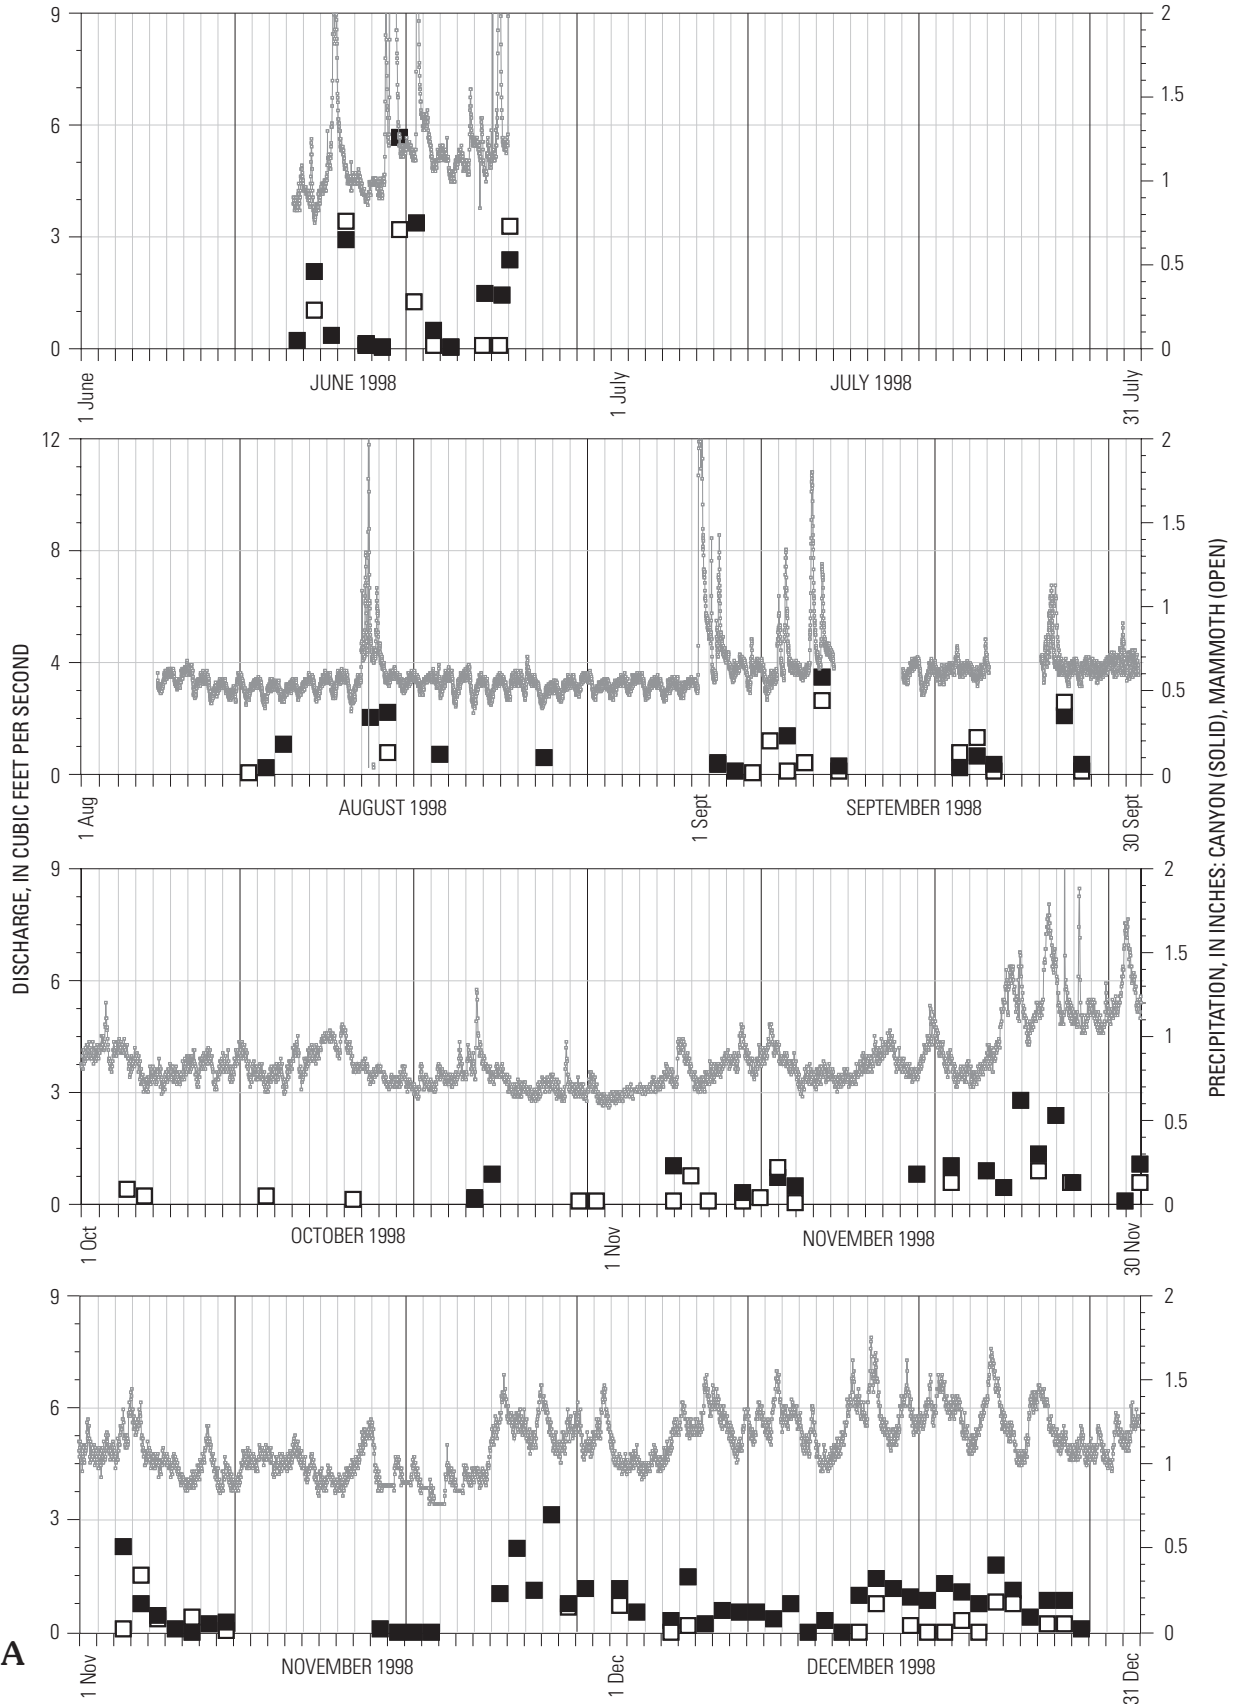 9
6
3
0
2
1.5
1
0.5
0
1 June
JUNE 1998
1 July
JULY 1998
31 July
12
8
4
0
2
1.5
1
0.5
0
1 Aug
AUGUST 1998
1 Sept
SEPTEMBER 1998
30 Sept
DISCHARGE, IN CUBIC FEET PER SECOND
PRECIPITATION, IN INCHES: CANYON (SOLID), MAMMOTH (OPEN)
9
6
3
0
2
1.5
1
0.5
0
1 Oct
OCTOBER 1998
1 Nov
NOVEMBER 1998
30 Nov
9
6
3
0
2
1.5
1
0.5
0
1 Nov
NOVEMBER 1998
1 Dec
DECEMBER 1998
31 Dec
A